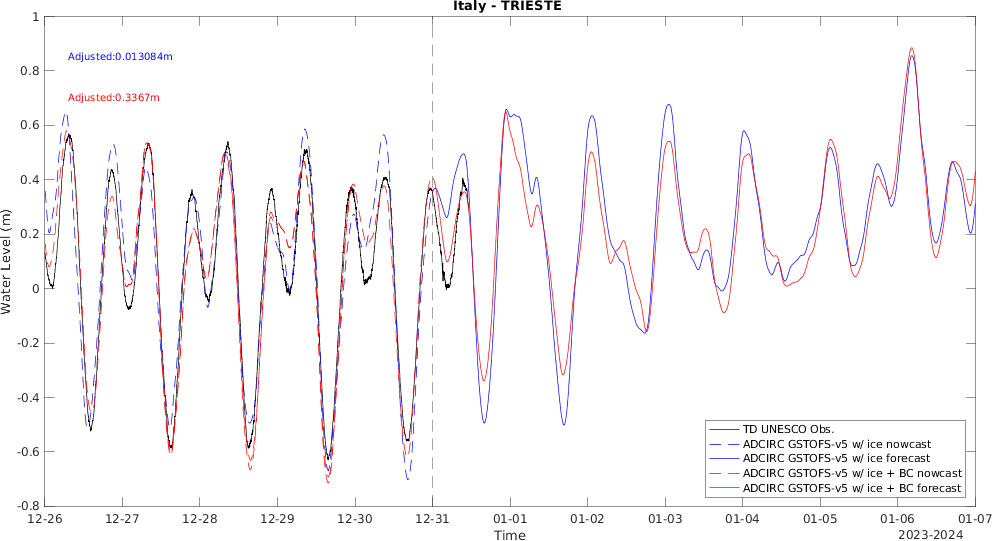 Italy - TRIESTE
Adjusted:0.013084m
Adjusted:0.3367m
Water Level (m)
1
0.8
0.6
0.4
0.2
0
-0.2
-0.4
-0.6
-0.8
TD UNESCO Obs.
ADCIRC GSTOFS-v5 w/ ice nowcast
ADCIRC GSTOFS-v5 w/ ice forecast
ADCIRC GSTOFS-v5 w/ ice + BC nowcast
ADCIRC GSTOFS-v5 w/ ice + BC forecast
12-26 12-27 12-28 12-29 12-30 12-31 01-01 01-02 01-03 01-04 01-05 01-06 01-07
Time
2023-2024